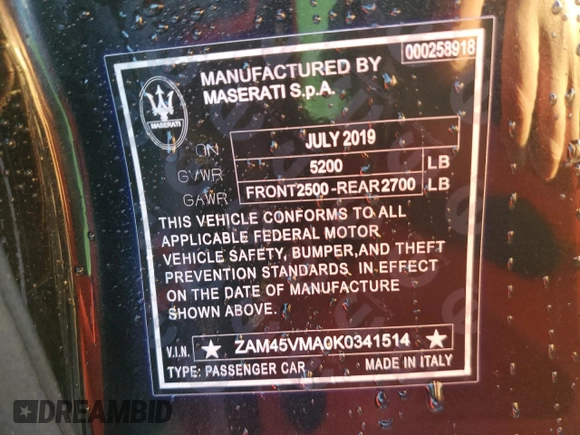 000258918
MANUFACTURED BY
MASERATI S.p.A.
MASERATI
ON JULY 2019
GVWR 5200 LB
GAWR FRONT2500-REAR2700 LB
THIS VEHICLE CONFORMS TO ALL
APPLICABLE FEDERAL MOTOR
VEHICLE SAFETY, BUMPER,AND THEFT
PREVENTION STANDARDS, IN EFFECT
ON THE DATE OF MANUFACTURE
SHOWN ABOVE.
V.I.N. ★ ZAM45VMA0K0341514 ★
TYPE: PASSENGER CAR MADE IN ITALY
DREAMBID